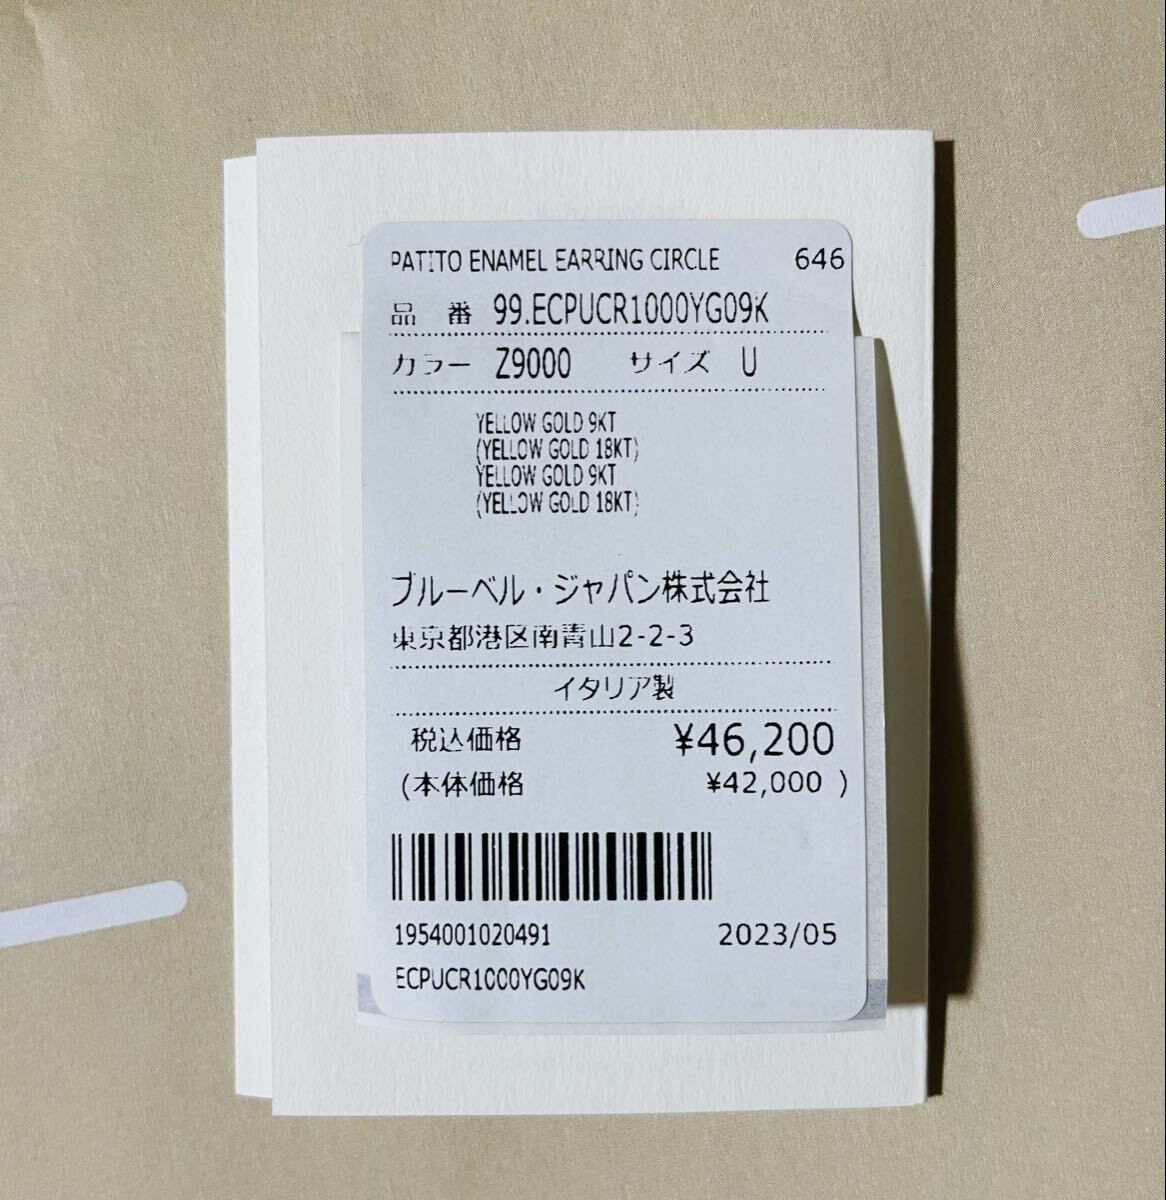 PATITO ENAMEL EARRING CIRCLE 646
品 番 99.ECPUCR1000YG09K
カラー Z9000 サイズ U
YELLOW GOLD 9KT
(YELLOW GOLD 18KT)
YELLOW GOLD 9KT
(YELLOW GOLD 18KT)
ブルーベル・ジャパン株式会社
東京都港区南青山2-2-3
イタリア製
税込価格 ¥46,200
(本体価格 ¥42,000 )
1954001020491 2023/05
ECPUCR1000YG09K